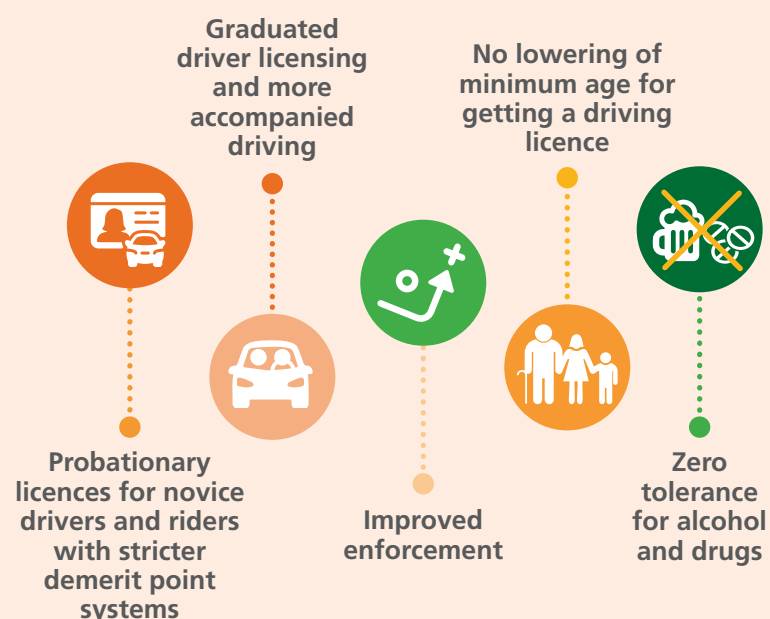 Graduated
driver licensing
and more
accompanied
driving
No lowering of
minimum age for
getting a driving
licence
Probationary
licences for novice
drivers and riders
with stricter
demerit point
systems
Improved
enforcement
Zero
tolerance
for alcohol
and drugs